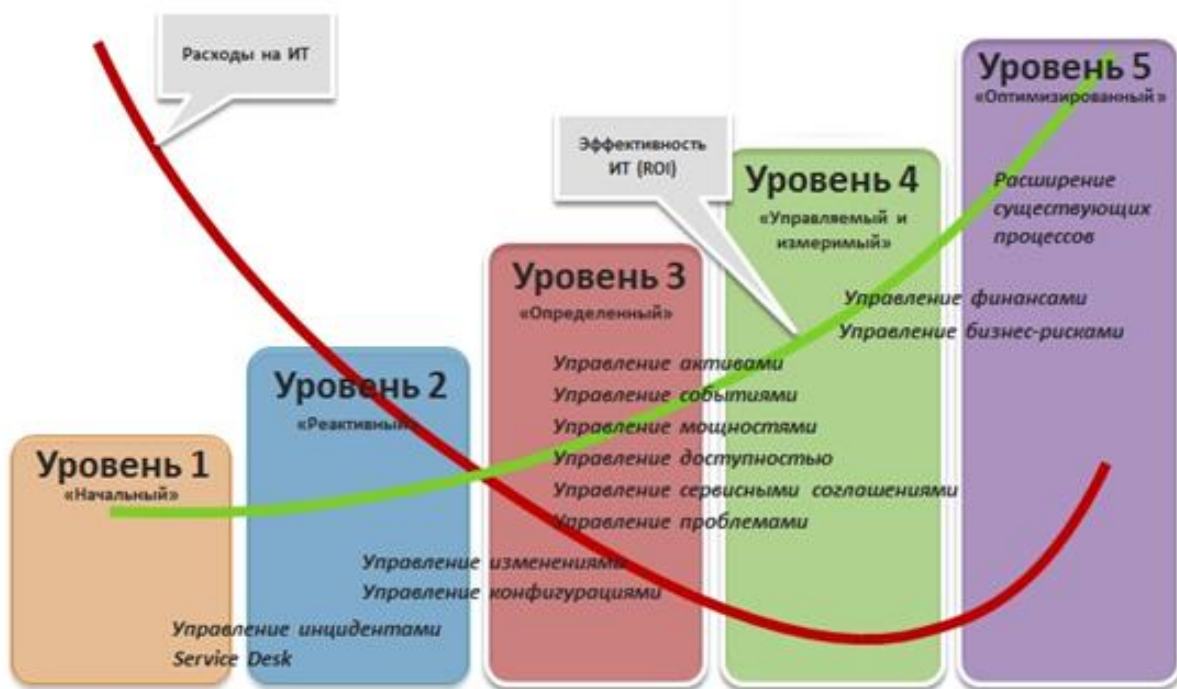 Расходы на ИТ
Эффективность
ИТ (ROI)
Уровень 1
«Начальный»
Уровень 2
«Реактивный»
Уровень 3
«Определенный»
Уровень 4
«Управляемый и
измеримый»
Уровень 5
«Оптимизированный»
Расширение
существующих
процессов
Управление финансами
Управление бизнес-рисками
Управление активами
Управление событиями
Управление мощностями
Управление доступностью
Управление сервисными соглашениями
Управление проблемами
Управление изменениями
Управление конфигурациями
Управление инцидентами
Service Desk